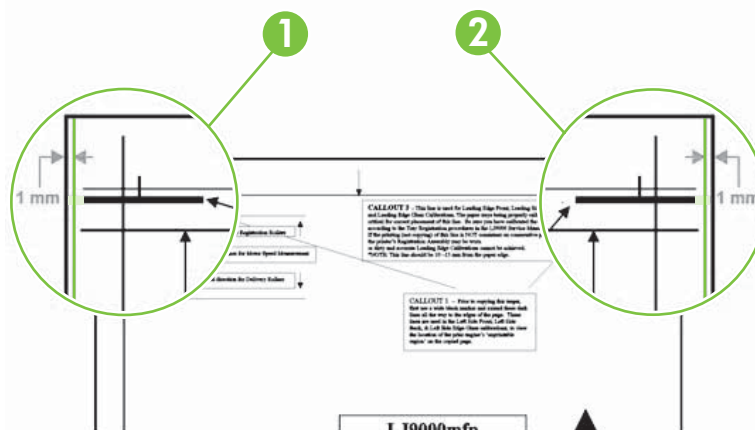 1
2
1 mm
1 mm
CALLOUT 3 - This line is used for Leading Edge Front, Leading
and Leading Edge Glass Calibrations. The paper trays being properly
critical for correct placement of this line. Be sure you have calibrated the
according to the Tray Registration procedures in the LJ9000 Service
If the printing (not copying) of this line is NOT consistent on consecutive
the printer's Registration Assembly may be worn
or dirty and accurate Leading Edge Calibrations cannot be achieved.
*NOTE: This line should be 13-15 mm from the paper edge.
Registration Rollers
for Motor Speed Measurement
direction for Delivery Rollers
CALLOUT 1 - Prior to copying this target,
first use a wide black marker and extend these dark
lines all the way to the edges of the page. These
lines are used in the Left Side Front, Left Side
Back, & Left Side Edge Glass calibrations, to view
the location of the print engine's 'unprintable
region' on the copied page.
LJ9000mfp